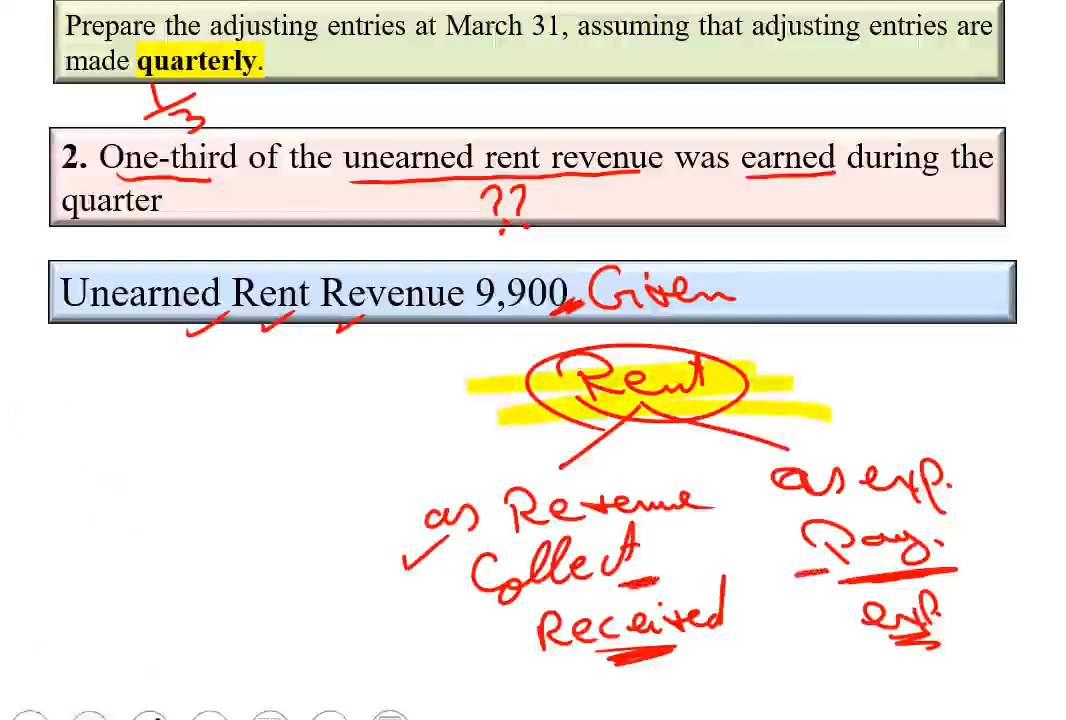 Prepare the adjusting entries at March 31, assuming that adjusting entries are
made quarterly.
1/3
2. One-third of the unearned rent revenue was earned during the
quarter
??
Unearned Rent Revenue 9,900 Given
Rent
as Revenue
Collect
Received
as exp.
Pay.
exp